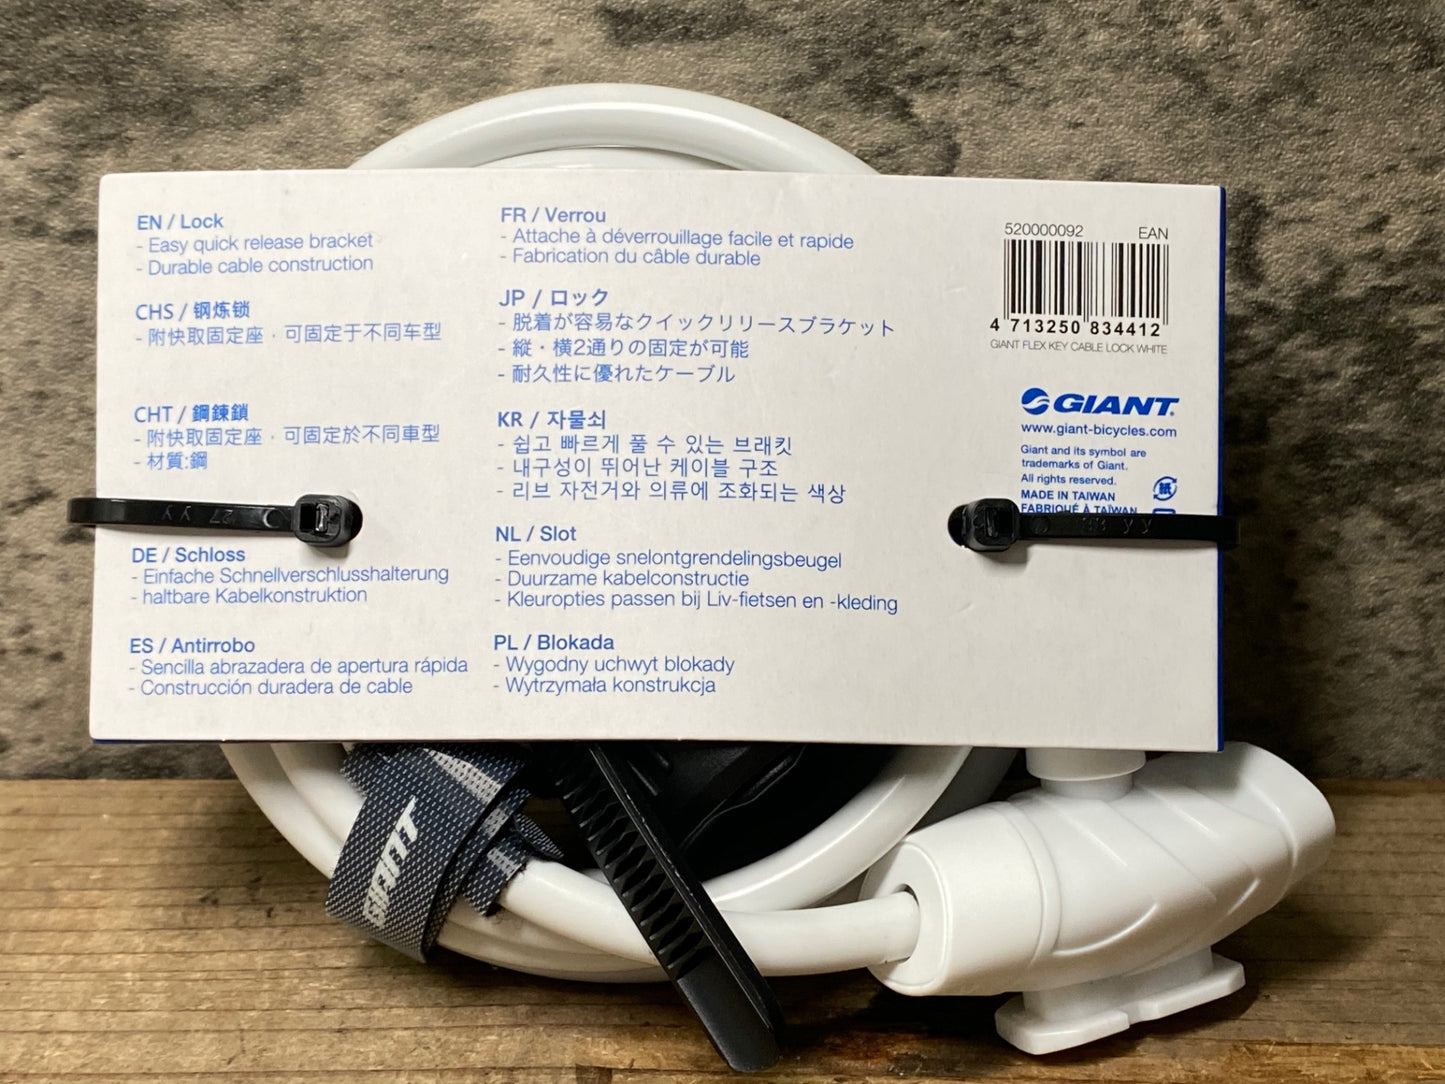 EN / Lock
- Easy quick release bracket
- Durable cable construction
CHS / 钢炼锁
- 附快取固定座，可固定于不同车型
CHT / 鋼鍊鎖
- 附快取固定座，可固定於不同車型
- 材質:鋼
DE / Schloss
- Einfache Schnellverschlusshalterung
- haltbare Kabelkonstruktion
ES / Antirrobo
- Sencilla abrazadera de apertura rápida
- Construcción duradera de cable
FR / Verrou
- Attache à déverrouillage facile et rapide
- Fabrication du câble durable
JP / ロック
- 脱着が容易なクイックリリースブラケット
- 縦・横2通りの固定が可能
- 耐久性に優れたケーブル
KR / 자물쇠
- 쉽고 빠르게 풀 수 있는 브래킷
- 내구성이 뛰어난 케이블 구조
- 리브 자전거와 의류에 조화되는 색상
NL / Slot
- Eenvoudige snelontgrendelingsbeugel
- Duurzame kabelconstructie
- Kleuropties passen bij Liv-fietsen en -kleding
PL / Blokada
- Wygodny uchwyt blokady
- Wytrzymała konstrukcja
520000092 EAN
4 713250 834412
GIANT FLEX KEY CABLE LOCK WHITE
GIANT
www.giant-bicycles.com
Giant and its symbol are
trademarks of Giant.
All rights reserved.
MADE IN TAIWAN
FABRIQUÉ À TAÏWAN
紙
27 YY
33 YY
GIANT